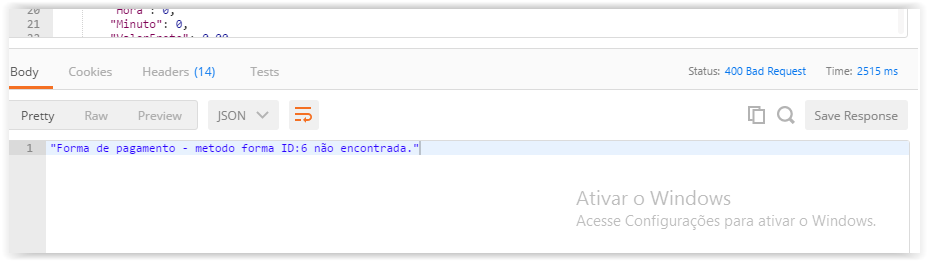 20
"Hora": 0,
21
"Minuto": 0,
Body Cookies Headers (14) Tests Status: 400 Bad Request Time: 2515 ms
Pretty Raw Preview JSON Save Response
1 "Forma de pagamento - metodo forma ID:6 não encontrada."
Ativar o Windows
Acesse Configurações para ativar o Windows.